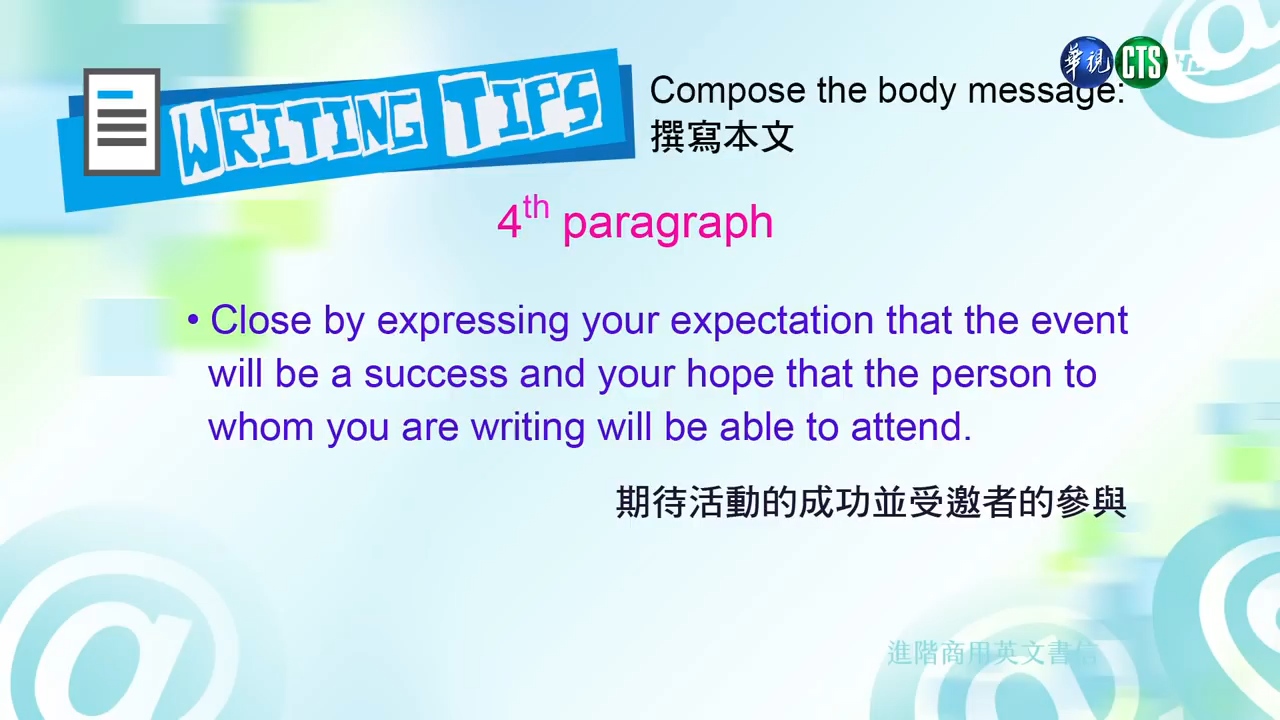 華視 CTS HD
WRITING TIPS
Compose the body message:
撰寫本文
4th paragraph
• Close by expressing your expectation that the event
will be a success and your hope that the person to
whom you are writing will be able to attend.
期待活動的成功並受邀者的參與
進階商用英文書信